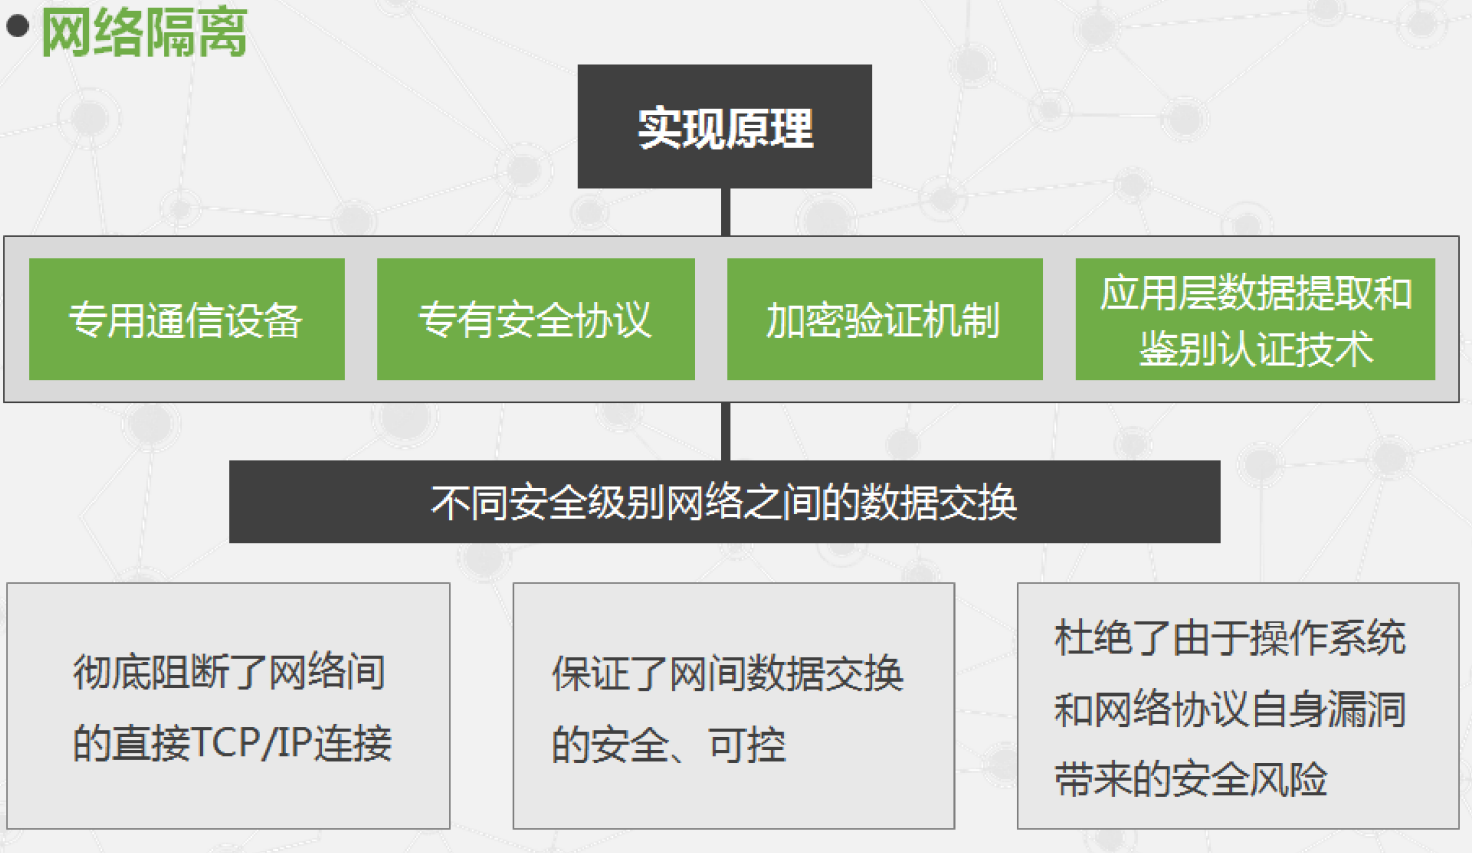 网络隔离
实现原理
专用通信设备
专有安全协议
加密验证机制
应用层数据提取和
鉴别认证技术
不同安全级别网络之间的数据交换
彻底阻断了网络间
的直接TCP/IP连接
保证了网间数据交换
的安全、可控
杜绝了由于操作系统
和网络协议自身漏洞
带来的安全风险